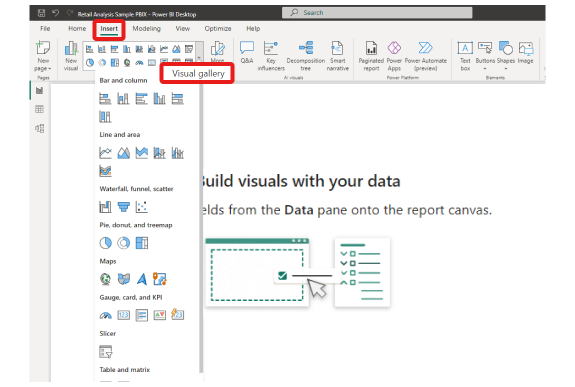 Retail Analysis Sample PBIX - Power BI Desktop
Search
File Home Insert Modeling View Optimize Help
New page
New visual
More
Q&A
Key influencers
Decomposition tree
Smart narrative
Paginated report
Power Apps
Power Automate (preview)
Text box
Buttons
Shapes
Image
Pages
AI visuals
Power Platform
Elements
Visual gallery
Bar and column
Line and area
Build visuals with your data
Waterfall, funnel, scatter
elds from the Data pane onto the report canvas.
Pie, donut, and treemap
Maps
Gauge, card, and KPI
123
Slicer
Table and matrix